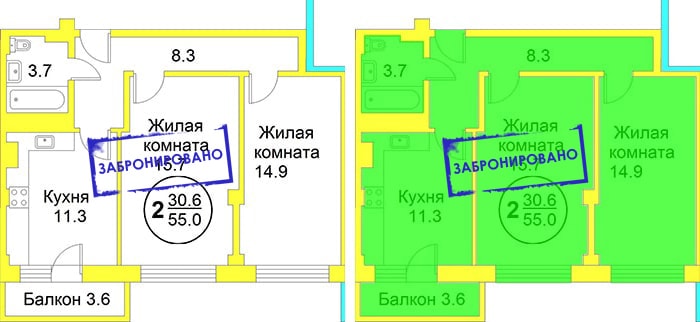 8.3
3.7
Жилая
комната
15.7
Жилая
комната
14.9
ЗАБРОНИРОВАНО
Кухня
11.3
2 30.6
55.0
Балкон 3.6
8.3
3.7
Жилая
комната
15.7
Жилая
комната
14.9
ЗАБРОНИРОВАНО
Кухня
11.3
2 30.6
55.0
Балкон 3.6